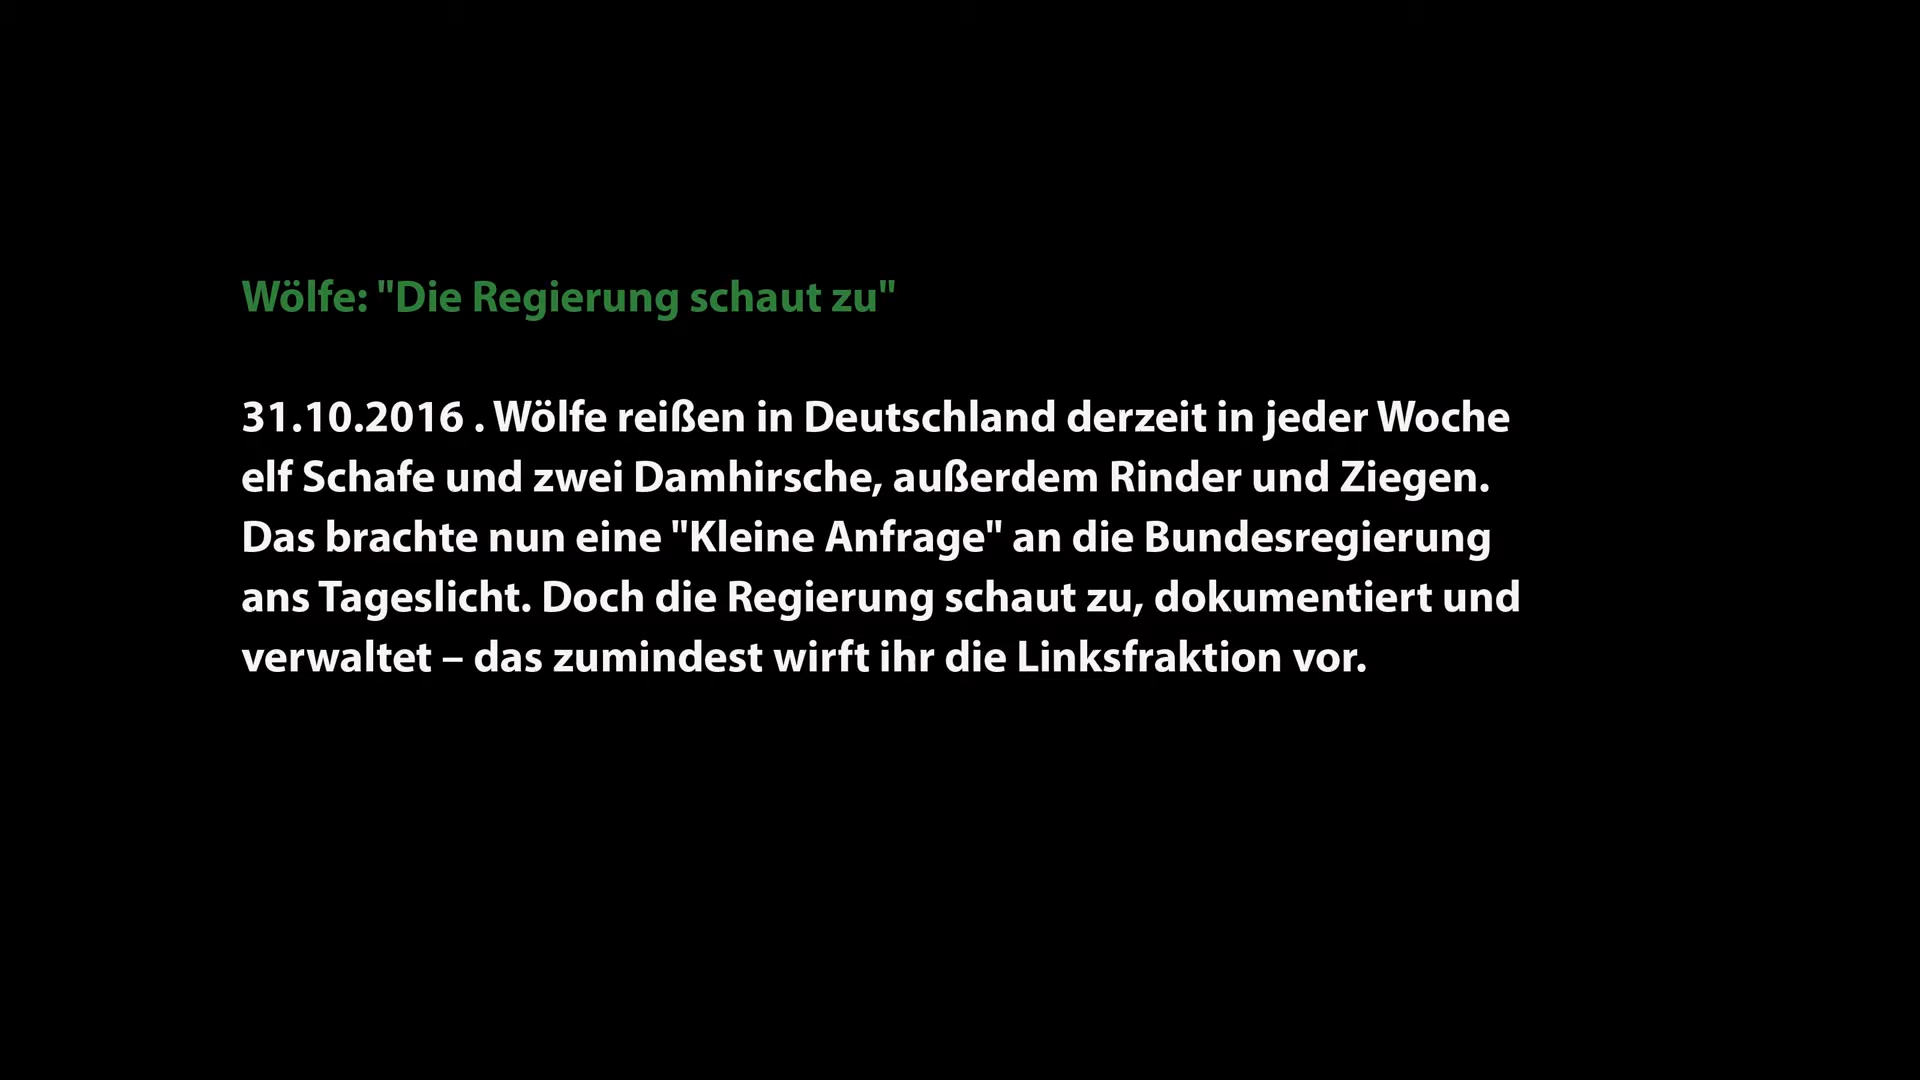 Wölfe: "Die Regierung schaut zu"
31.10.2016 . Wölfe reißen in Deutschland derzeit in jeder Woche
elf Schafe und zwei Damhirsche, außerdem Rinder und Ziegen.
Das brachte nun eine "Kleine Anfrage" an die Bundesregierung
ans Tageslicht. Doch die Regierung schaut zu, dokumentiert und
verwaltet – das zumindest wirft ihr die Linksfraktion vor.